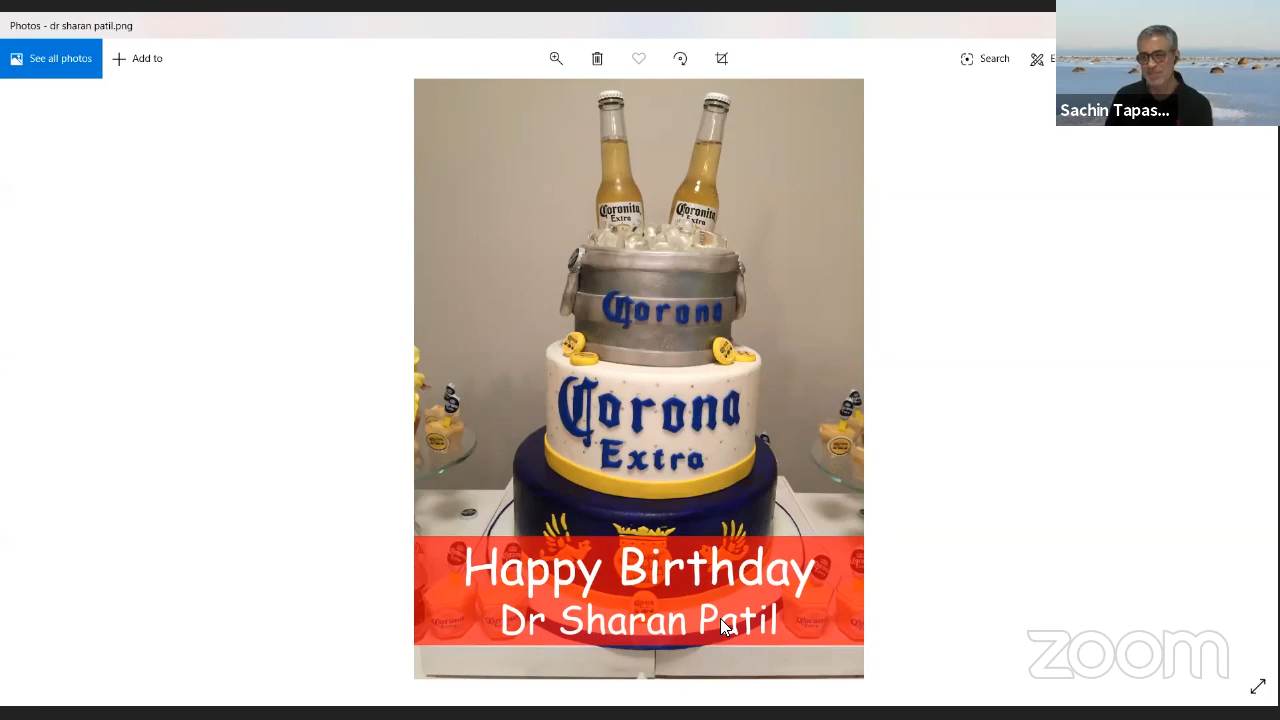 Photos - dr sharan patil.png
See all photos
Add to
Search
E
Sachin Tapas...
Coronita
Extra
Coronita
Extra
Corona
Corona
Extra
Happy Birthday
Dr Sharan Patil
zoom